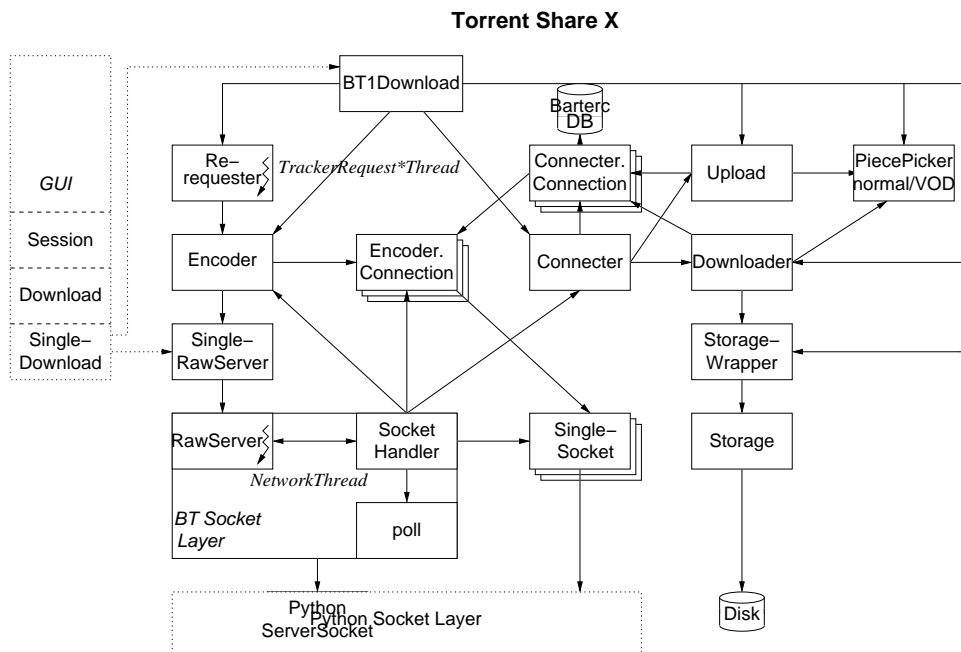 Torrent Share X
BT1Download
Barterc
DB
GUI
Re–
requester
TrackerRequest*Thread
Connecter.
Connection
Upload
PiecePicker
normal/VOD
Session
Encoder
Encoder.
Connection
Connecter
Downloader
Download
Single–
Download
Single–
RawServer
Storage–
Wrapper
RawServer
Socket
Handler
Single–
Socket
Storage
NetworkThread
BT Socket
Layer
poll
Python
ServerSocket
Python Socket Layer
Disk